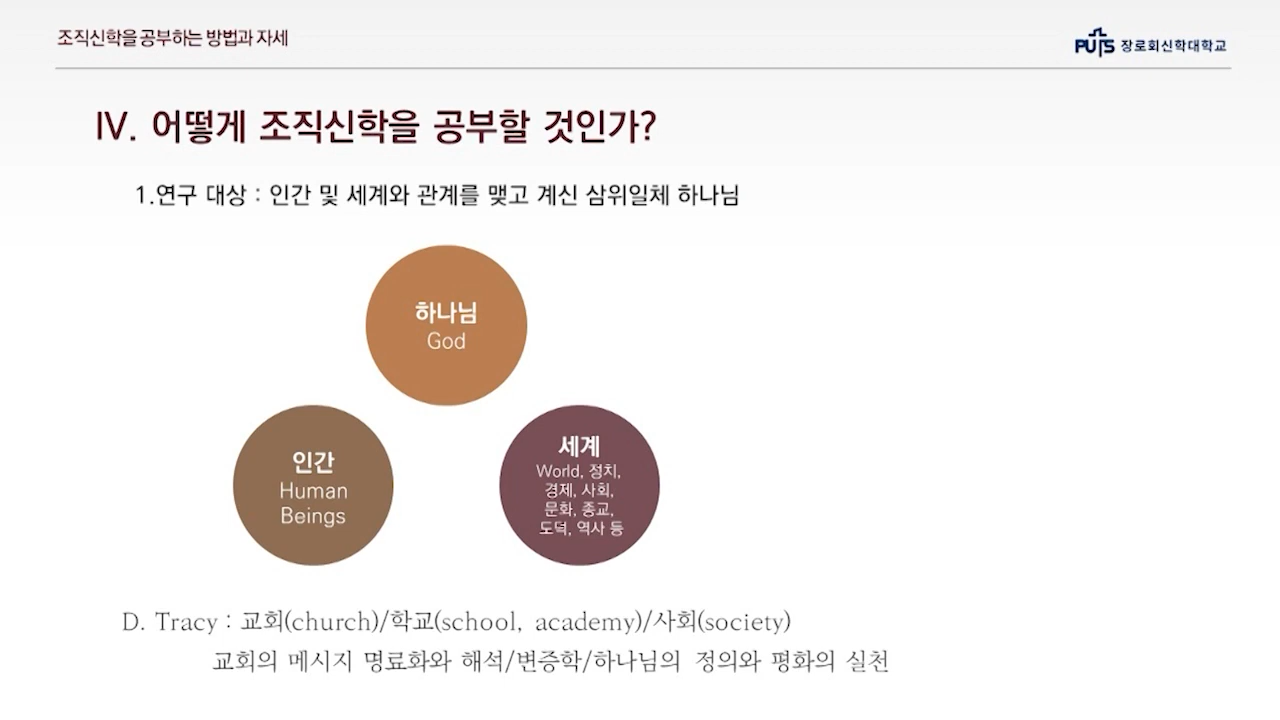 조직신학을 공부하는 방법과 자세
PUTS 장로회신학대학교
IV. 어떻게 조직신학을 공부할 것인가?
1.연구 대상 : 인간 및 세계와 관계를 맺고 계신 삼위일체 하나님
하나님
God
인간
Human
Beings
세계
World, 정치,
경제, 사회,
문화, 종교,
도덕, 역사 등
D. Tracy : 교회(church)/학교(school, academy)/사회(society)
교회의 메시지 명료화와 해석/변증학/하나님의 정의와 평화의 실천